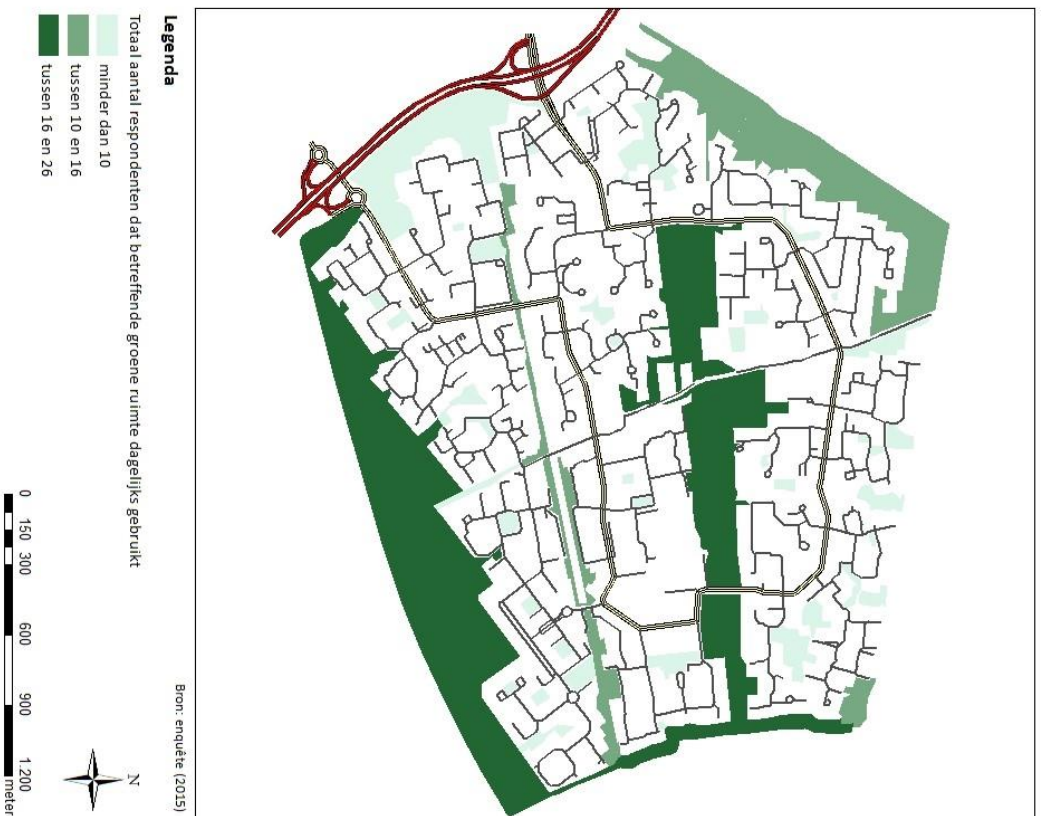 Legenda
Totaal aantal respondenten dat betreffende groene ruimte dagelijks gebruikt
minder dan 10
tussen 10 en 16
tussen 16 en 26
Bron: enquête (2015)
N
0 150 300 600 900 1.200
meter